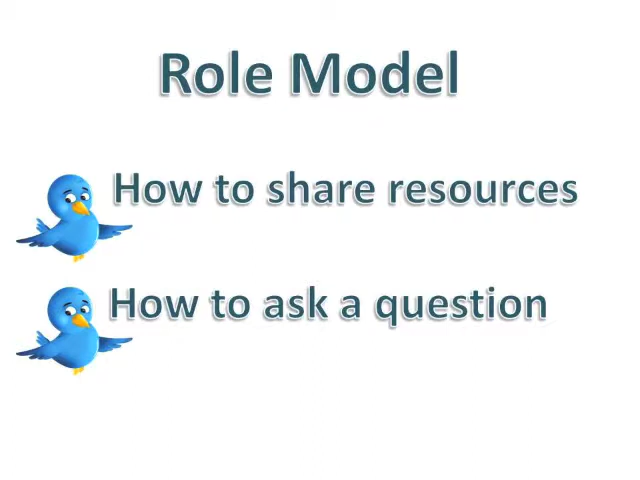 Role Model
How to share resources
How to ask a question